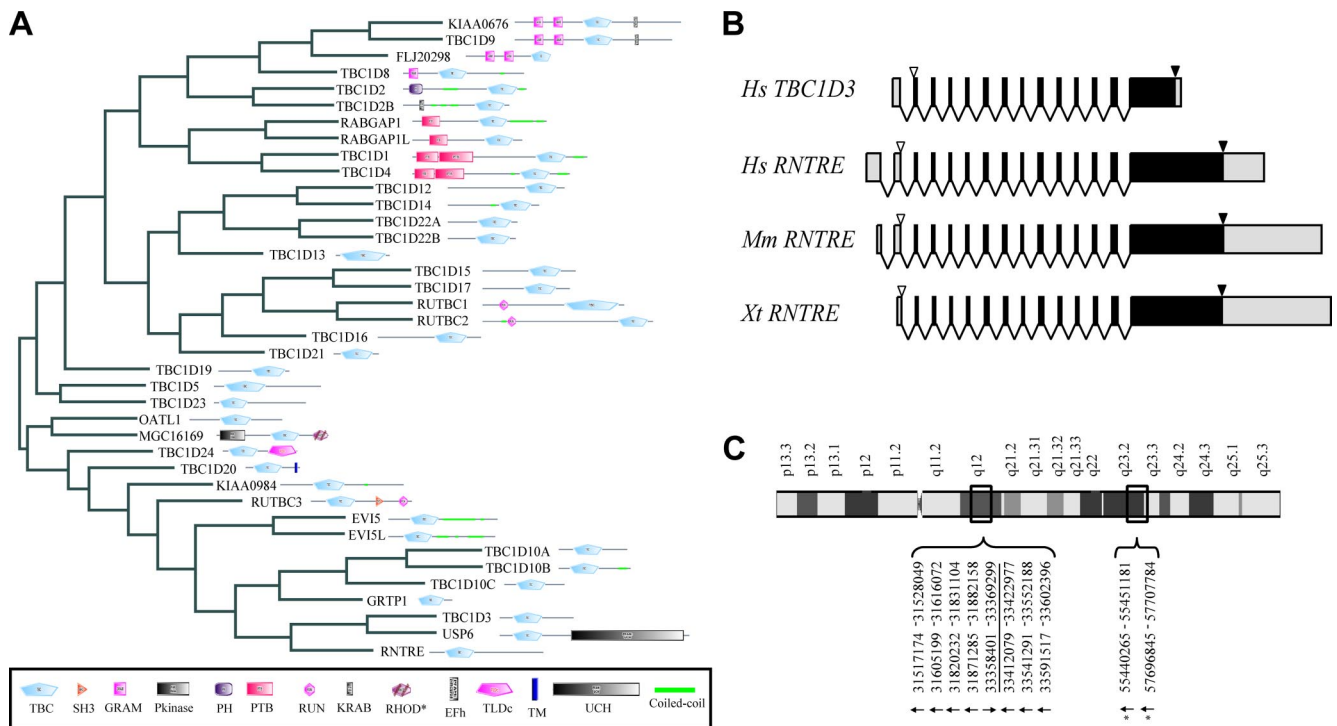 A
KIAA0676
TBC1D9
FLJ20298
TBC1D8
TBC1D2
TBC1D2B
RABGAP1
RABGAP1L
TBC1D1
TBC1D4
TBC1D12
TBC1D14
TBC1D22A
TBC1D22B
TBC1D13
TBC1D15
TBC1D17
RUTBC1
RUTBC2
TBC1D16
TBC1D21
TBC1D19
TBC1D5
TBC1D23
OATL1
MGC16169
TBC1D24
TBC1D20
KIAA0984
RUTBC3
EVI5
EVI5L
TBC1D10A
TBC1D10B
TBC1D10C
GRTP1
TBC1D3
USP6
RNTRE
TBC SH3 GRAM Pkinase PH PTB RUN KRAB RHOD* EFh TLDc TM UCH Coiled-coil
B
Hs TBC1D3
Hs RNTRE
Mm RNTRE
Xt RNTRE
C
p13.3 p13.2 p13.1 p12 p11.2 q11.2 q12 q21.2 q21.31 q21.32 q21.33 q22 q23.2 q23.3 q24.2 q24.3 q25.1 q25.3
31517174 -31528049
31605199 -31616072
31820232 -31831104
31871285 -31882158
33358401 -33369299
33412079 -33422977
33541291 -33552188
33591517 -33602396
55440265 - 55451181
57696845 - 57707784
*
*